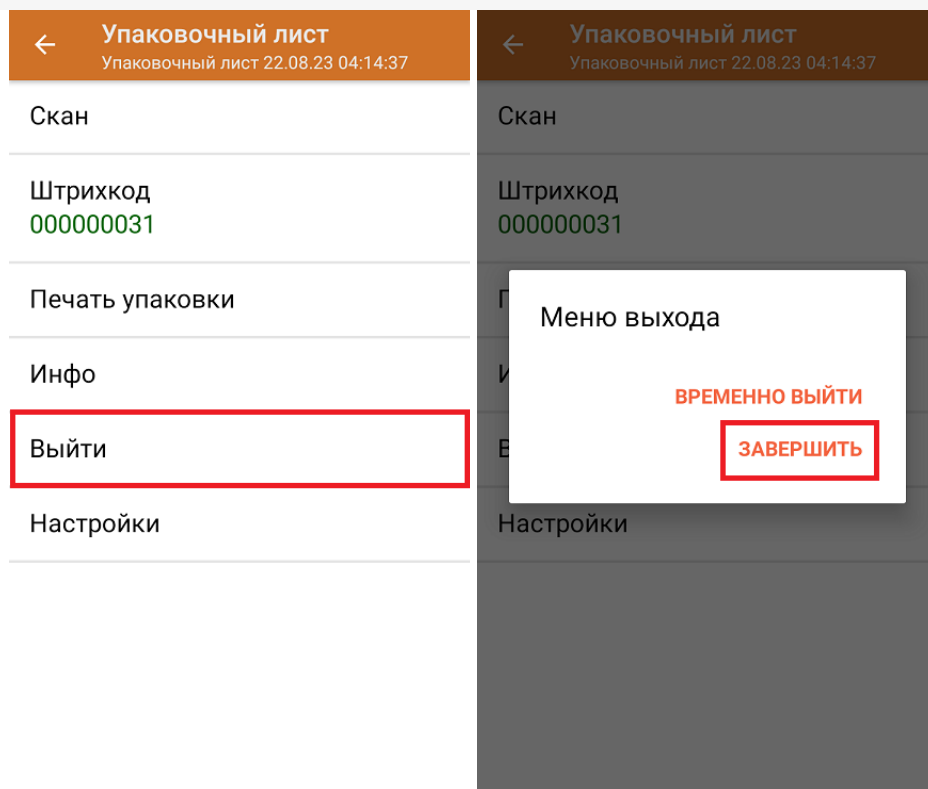 Упаковочный лист
Упаковочный лист 22.08.23 04:14:37
Скан
Штрихкод
000000031
Печать упаковки
Инфо
Выйти
Настройки
Упаковочный лист
Упаковочный лист 22.08.23 04:14:37
Скан
Штрихкод
000000031
Меню выхода
ВРЕМЕННО ВЫЙТИ
ЗАВЕРШИТЬ
Настройки